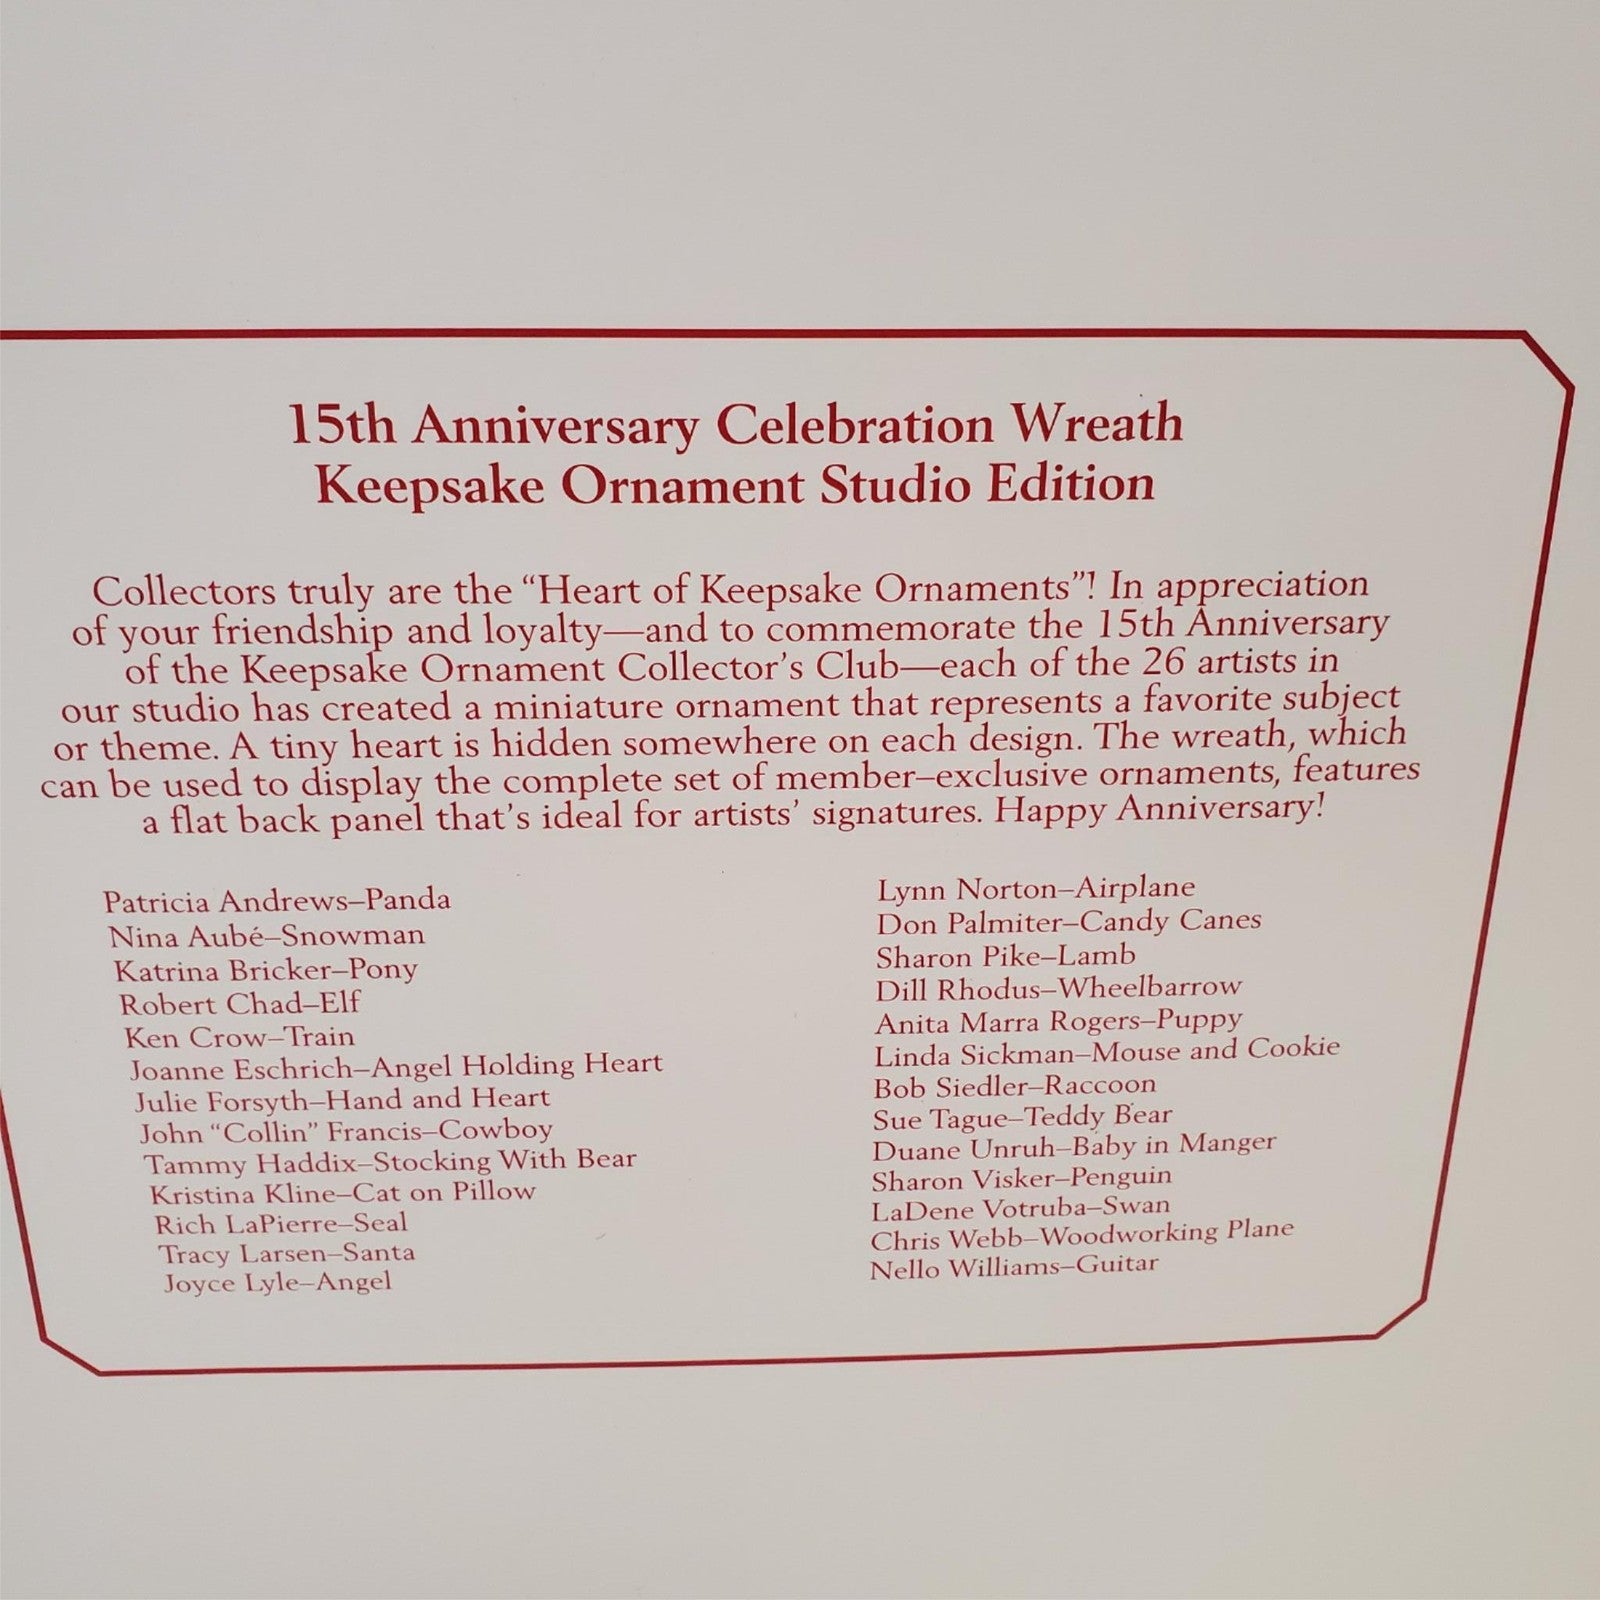 15th Anniversary Celebration Wreath
Keepsake Ornament Studio Edition
Collectors truly are the “Heart of Keepsake Ornaments”! In appreciation
of your friendship and loyalty—and to commemorate the 15th Anniversary
of the Keepsake Ornament Collector’s Club—each of the 26 artists in
our studio has created a miniature ornament that represents a favorite subject
or theme. A tiny heart is hidden somewhere on each design. The wreath, which
can be used to display the complete set of member–exclusive ornaments, features
a flat back panel that’s ideal for artists’ signatures. Happy Anniversary!
Patricia Andrews–Panda
Nina Aubé–Snowman
Katrina Bricker–Pony
Robert Chad–Elf
Ken Crow–Train
Joanne Eschrich–Angel Holding Heart
Julie Forsyth–Hand and Heart
John “Collin” Francis–Cowboy
Tammy Haddix–Stocking With Bear
Kristina Kline–Cat on Pillow
Rich LaPierre–Seal
Tracy Larsen–Santa
Joyce Lyle–Angel
Lynn Norton–Airplane
Don Palmiter–Candy Canes
Sharon Pike–Lamb
Dill Rhodus–Wheelbarrow
Anita Marra Rogers–Puppy
Linda Sickman–Mouse and Cookie
Bob Siedler–Raccoon
Sue Tague–Teddy Bear
Duane Unruh–Baby in Manger
Sharon Visker–Penguin
LaDene Votruba–Swan
Chris Webb–Woodworking Plane
Nello Williams–Guitar